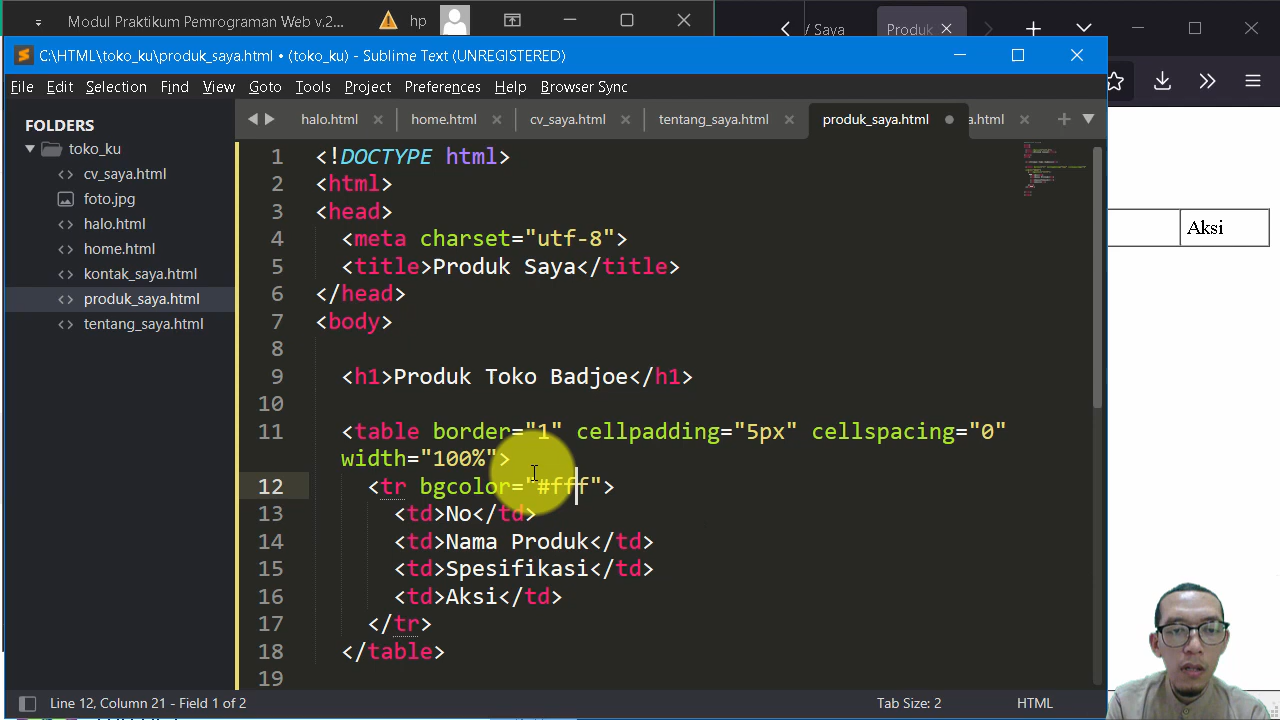 Modul Praktikum Pemrograman Web v.2...
hp
/ Saya
Produk
C:\HTML\toko_ku\produk_saya.html • (toko_ku) - Sublime Text (UNREGISTERED)
File Edit Selection Find View Goto Tools Project Preferences Help Browser Sync
FOLDERS
toko_ku
cv_saya.html
foto.jpg
halo.html
home.html
kontak_saya.html
produk_saya.html
tentang_saya.html
halo.html home.html cv_saya.html tentang_saya.html produk_saya.html a.html
1 <!DOCTYPE html>
2 <html>
3 <head>
4 <meta charset="utf-8">
5 <title>Produk Saya</title>
6 </head>
7 <body>
8
9 <h1>Produk Toko Badjoe</h1>
10
11 <table border="1" cellpadding="5px" cellspacing="0"
width="100%">
12 <tr bgcolor="#fff">
13 <td>No</td>
14 <td>Nama Produk</td>
15 <td>Spesifikasi</td>
16 <td>Aksi</td>
17 </tr>
18 </table>
19
Aksi
Line 12, Column 21 - Field 1 of 2
Tab Size: 2
HTML